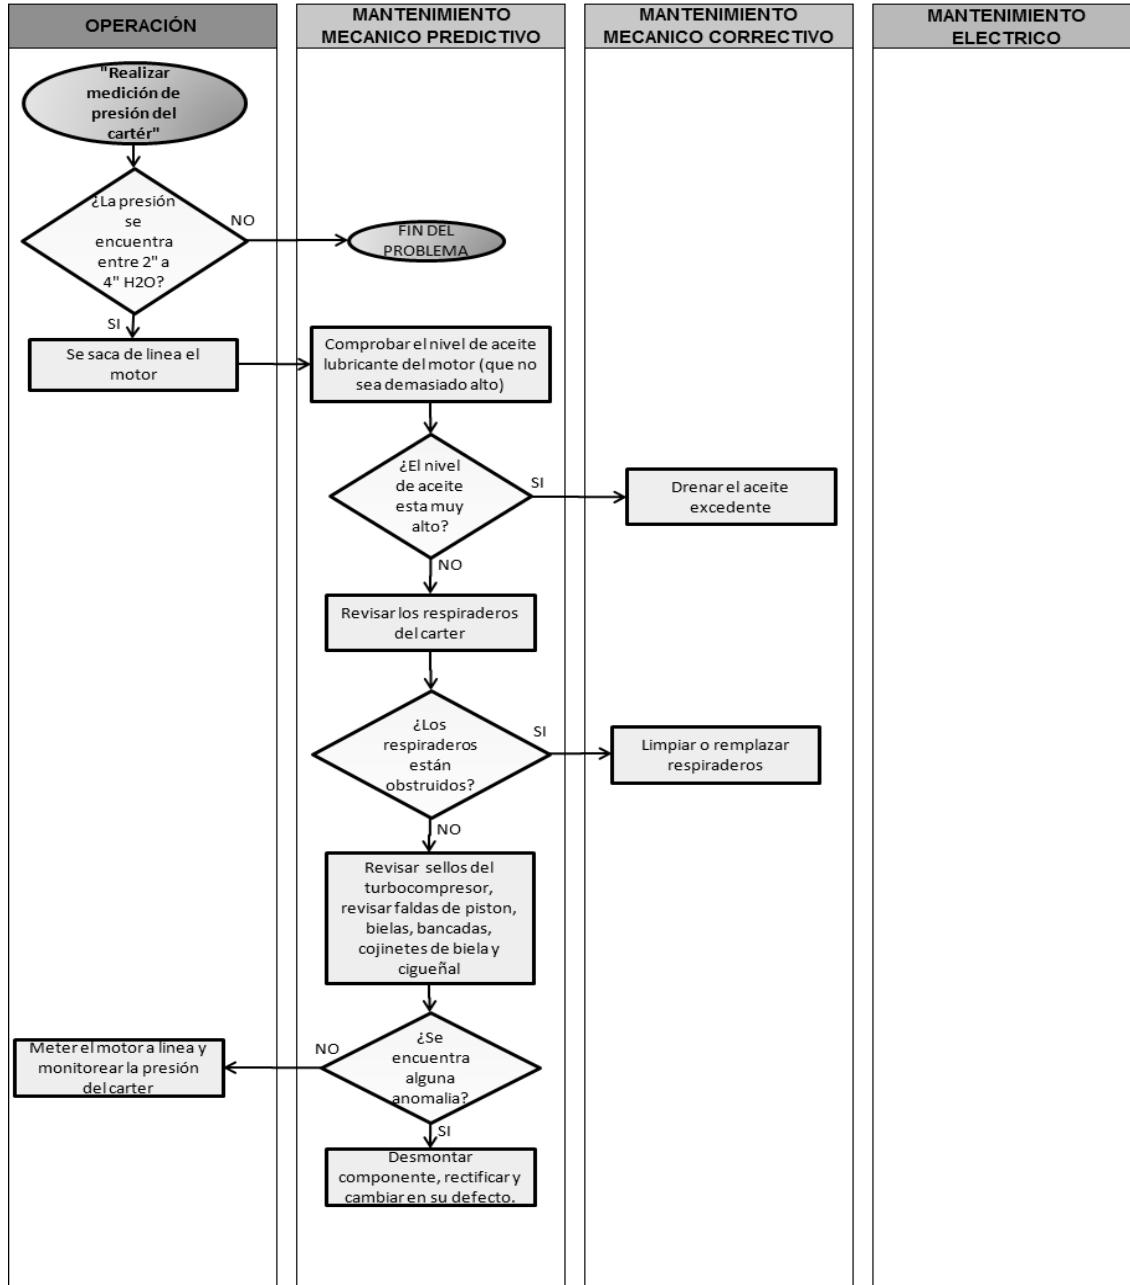 OPERACIÓN
MANTENIMIENTO
MECANICO PREDICTIVO
MANTENIMIENTO
MECANICO CORRECTIVO
MANTENIMIENTO
ELECTRICO
"Realizar
medición de
presión del
cartér"
¿La presión
se
encuentra
entre 2" a
4" H2O?
NO
FIN DEL
PROBLEMA
SI
Se saca de linea el
motor
Comprobar el nivel de aceite
lubricante del motor (que no
sea demasiado alto)
¿El nivel
de aceite
esta muy
alto?
SI
Drenar el aceite
excedente
NO
Revisar los respiraderos
del carter
¿Los
respiraderos
están
obstruidos?
SI
Limpiar o remplazar
respiraderos
NO
Revisar sellos del
turbocompresor,
revisar faldas de piston,
bielas, bancadas,
cojinetes de biela y
cigueñal
¿Se
encuentra
alguna
anomalia?
NO
Meter el motor a linea y
monitorear la presión
del carter
SI
Desmontar
componente, rectificar y
cambiar en su defecto.